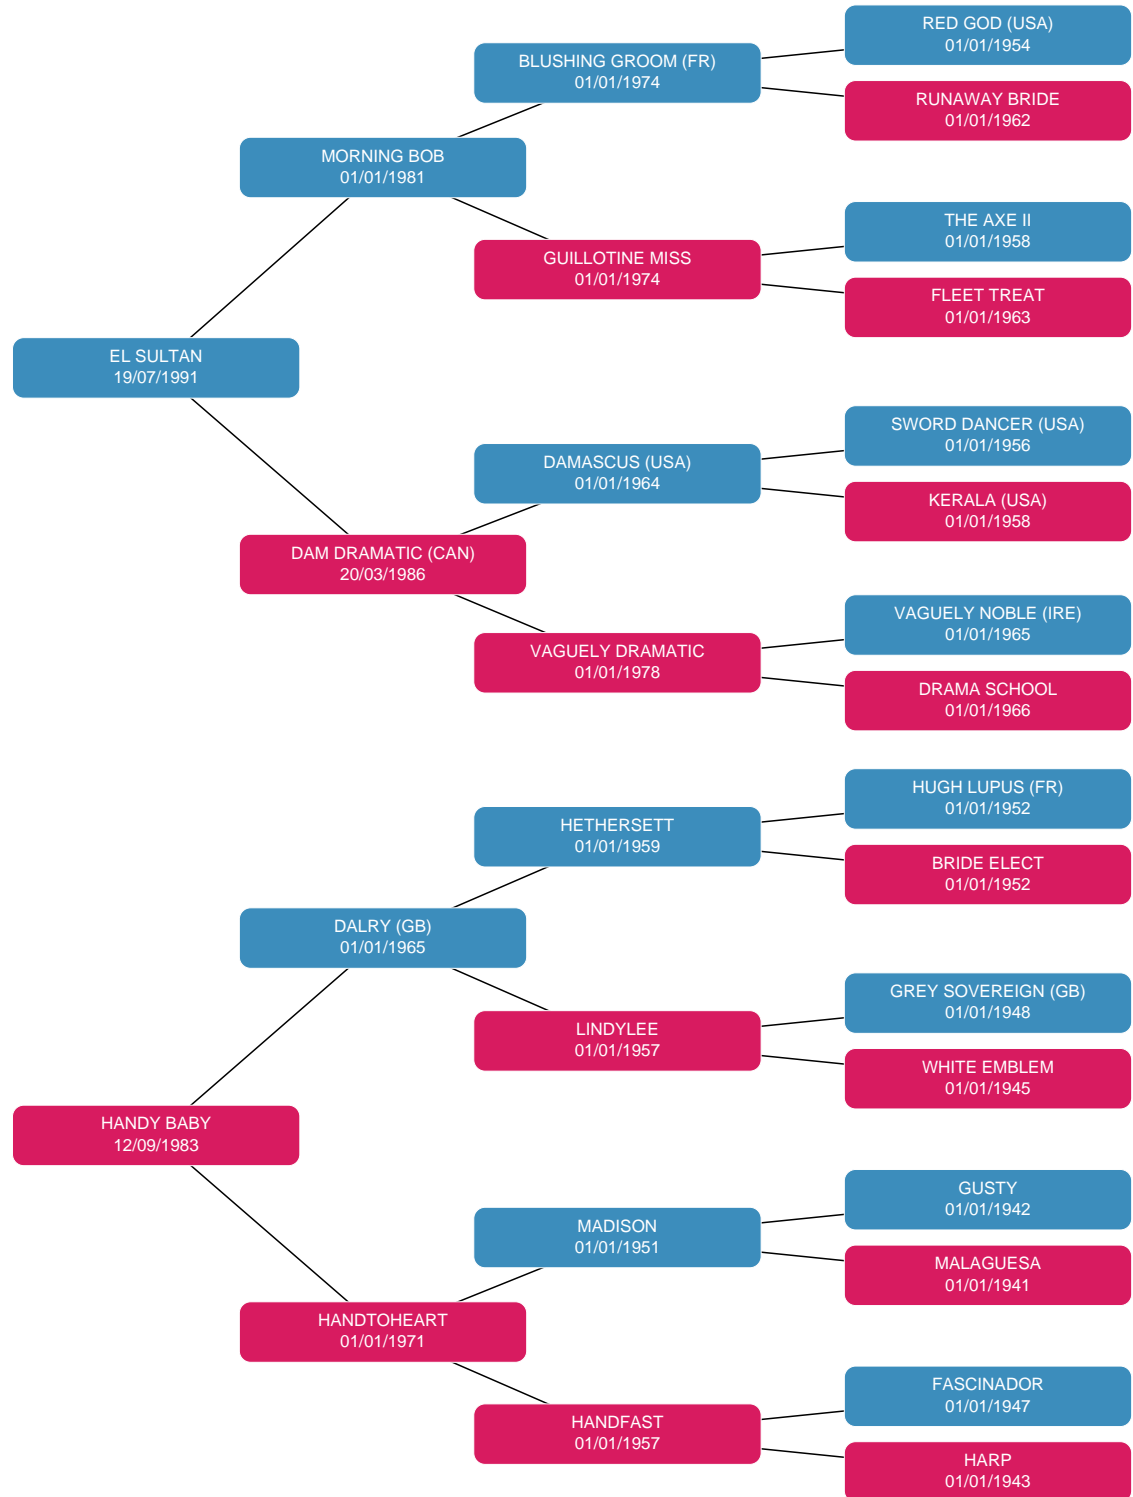 RED GOD (USA)
01/01/1954
BLUSHING GROOM (FR)
01/01/1974
RUNAWAY BRIDE
01/01/1962
MORNING BOB
01/01/1981
THE AXE II
01/01/1958
GUILLOTINE MISS
01/01/1974
FLEET TREAT
01/01/1963
EL SULTAN
19/07/1991
SWORD DANCER (USA)
01/01/1956
DAMASCUS (USA)
01/01/1964
KERALA (USA)
01/01/1958
DAM DRAMATIC (CAN)
20/03/1986
VAGUELY NOBLE (IRE)
01/01/1965
VAGUELY DRAMATIC
01/01/1978
DRAMA SCHOOL
01/01/1966
HUGH LUPUS (FR)
01/01/1952
HETHERSETT
01/01/1959
BRIDE ELECT
01/01/1952
DALRY (GB)
01/01/1965
GREY SOVEREIGN (GB)
01/01/1948
LINDYLEE
01/01/1957
WHITE EMBLEM
01/01/1945
HANDY BABY
12/09/1983
GUSTY
01/01/1942
MADISON
01/01/1951
MALAGUESA
01/01/1941
HANDTOHEART
01/01/1971
FASCINADOR
01/01/1947
HANDFAST
01/01/1957
HARP
01/01/1943